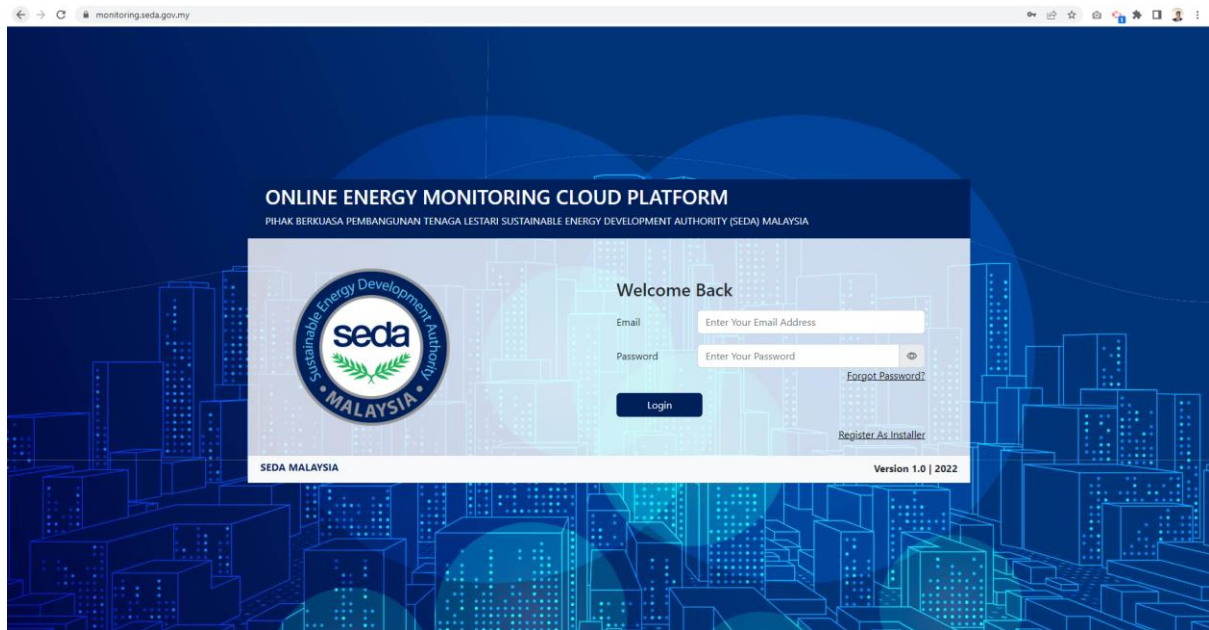 monitoring.seda.gov.my
ONLINE ENERGY MONITORING CLOUD PLATFORM
PIHAK BERKUASA PEMBANGUNAN TENAGA LESTARI SUSTAINABLE ENERGY DEVELOPMENT AUTHORITY (SEDA) MALAYSIA
Sustainable Energy Development Authority
seda
MALAYSIA
Welcome Back
Email Enter Your Email Address
Password Enter Your Password
Forgot Password?
Login
Register As Installer
SEDA MALAYSIA Version 1.0 | 2022